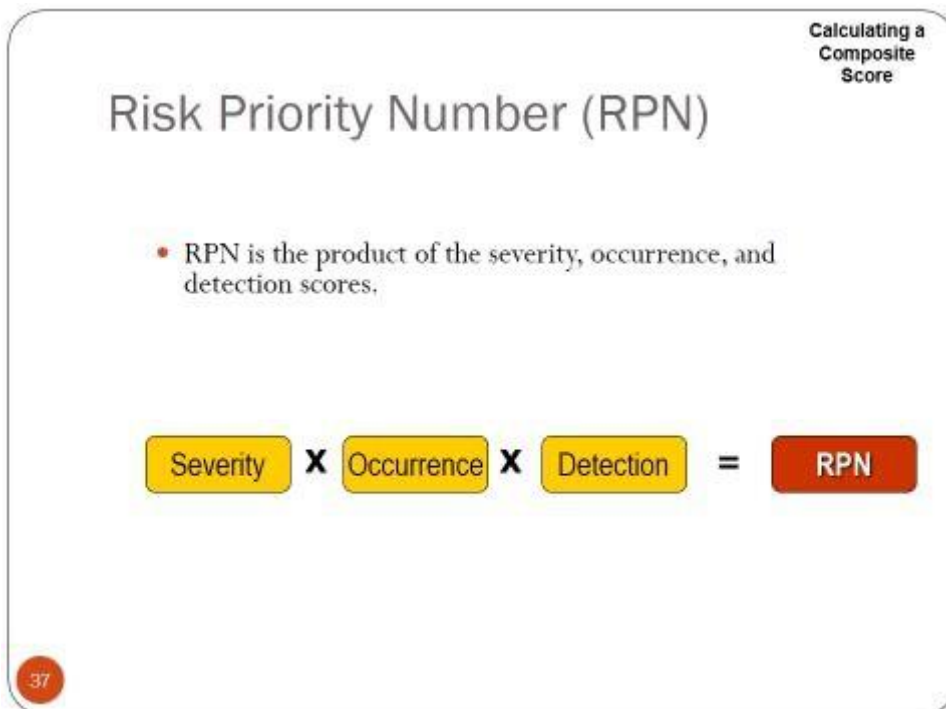 Calculating a
Composite
Score
Risk Priority Number (RPN)
• RPN is the product of the severity, occurrence, and
detection scores.
Severity x Occurrence x Detection = RPN
37